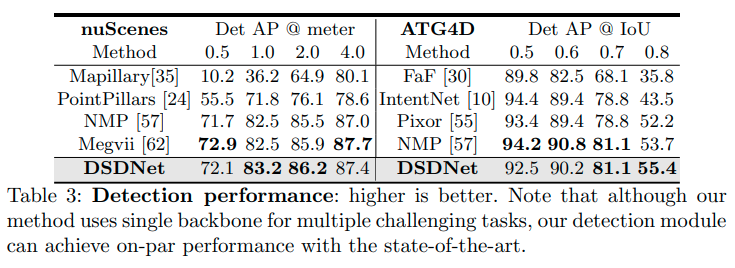 nuScenes Det AP @ meter ATG4D Det AP @ IoU
Method 0.5 1.0 2.0 4.0 Method 0.5 0.6 0.7 0.8
Mapillary[35] 10.2 36.2 64.9 80.1 FaF [30] 89.8 82.5 68.1 35.8
PointPillars [24] 55.5 71.8 76.1 78.6 IntentNet [10] 94.4 89.4 78.8 43.5
NMP [57] 71.7 82.5 85.5 87.0 Pixor [55] 93.4 89.4 78.8 52.2
Megvii [62] 72.9 82.5 85.9 87.7 NMP [57] 94.2 90.8 81.1 53.7
DSDNet 72.1 83.2 86.2 87.4 DSDNet 92.5 90.2 81.1 55.4
Table 3: Detection performance: higher is better. Note that although our
method uses single backbone for multiple challenging tasks, our detection module
can achieve on-par performance with the state-of-the-art.